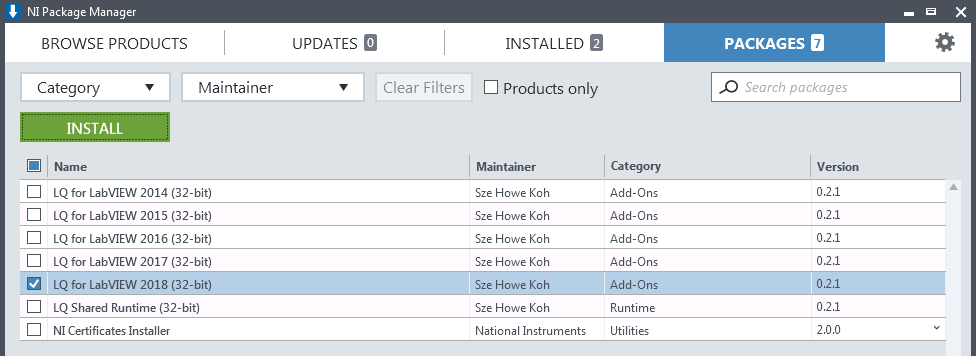 NI Package Manager
BROWSE PRODUCTS UPDATES 0 INSTALLED 2 PACKAGES 7
Category Maintainer Clear Filters Products only Search packages
INSTALL
Name Maintainer Category Version
LQ for LabVIEW 2014 (32-bit) Sze Howe Koh Add-Ons 0.2.1
LQ for LabVIEW 2015 (32-bit) Sze Howe Koh Add-Ons 0.2.1
LQ for LabVIEW 2016 (32-bit) Sze Howe Koh Add-Ons 0.2.1
LQ for LabVIEW 2017 (32-bit) Sze Howe Koh Add-Ons 0.2.1
LQ for LabVIEW 2018 (32-bit) Sze Howe Koh Add-Ons 0.2.1
LQ Shared Runtime (32-bit) Sze Howe Koh Runtime 0.2.1
NI Certificates Installer National Instruments Utilities 2.0.0